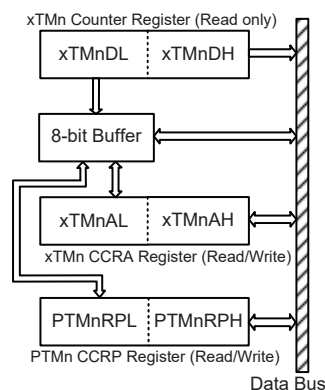 xTMn Counter Register (Read only)
xTMnDL xTMnDH
8-bit Buffer
xTMnAL xTMnAH
xTMn CCRA Register (Read/Write)
PTMnRPL PTMnRPH
PTMn CCRP Register (Read/Write)
Data Bus